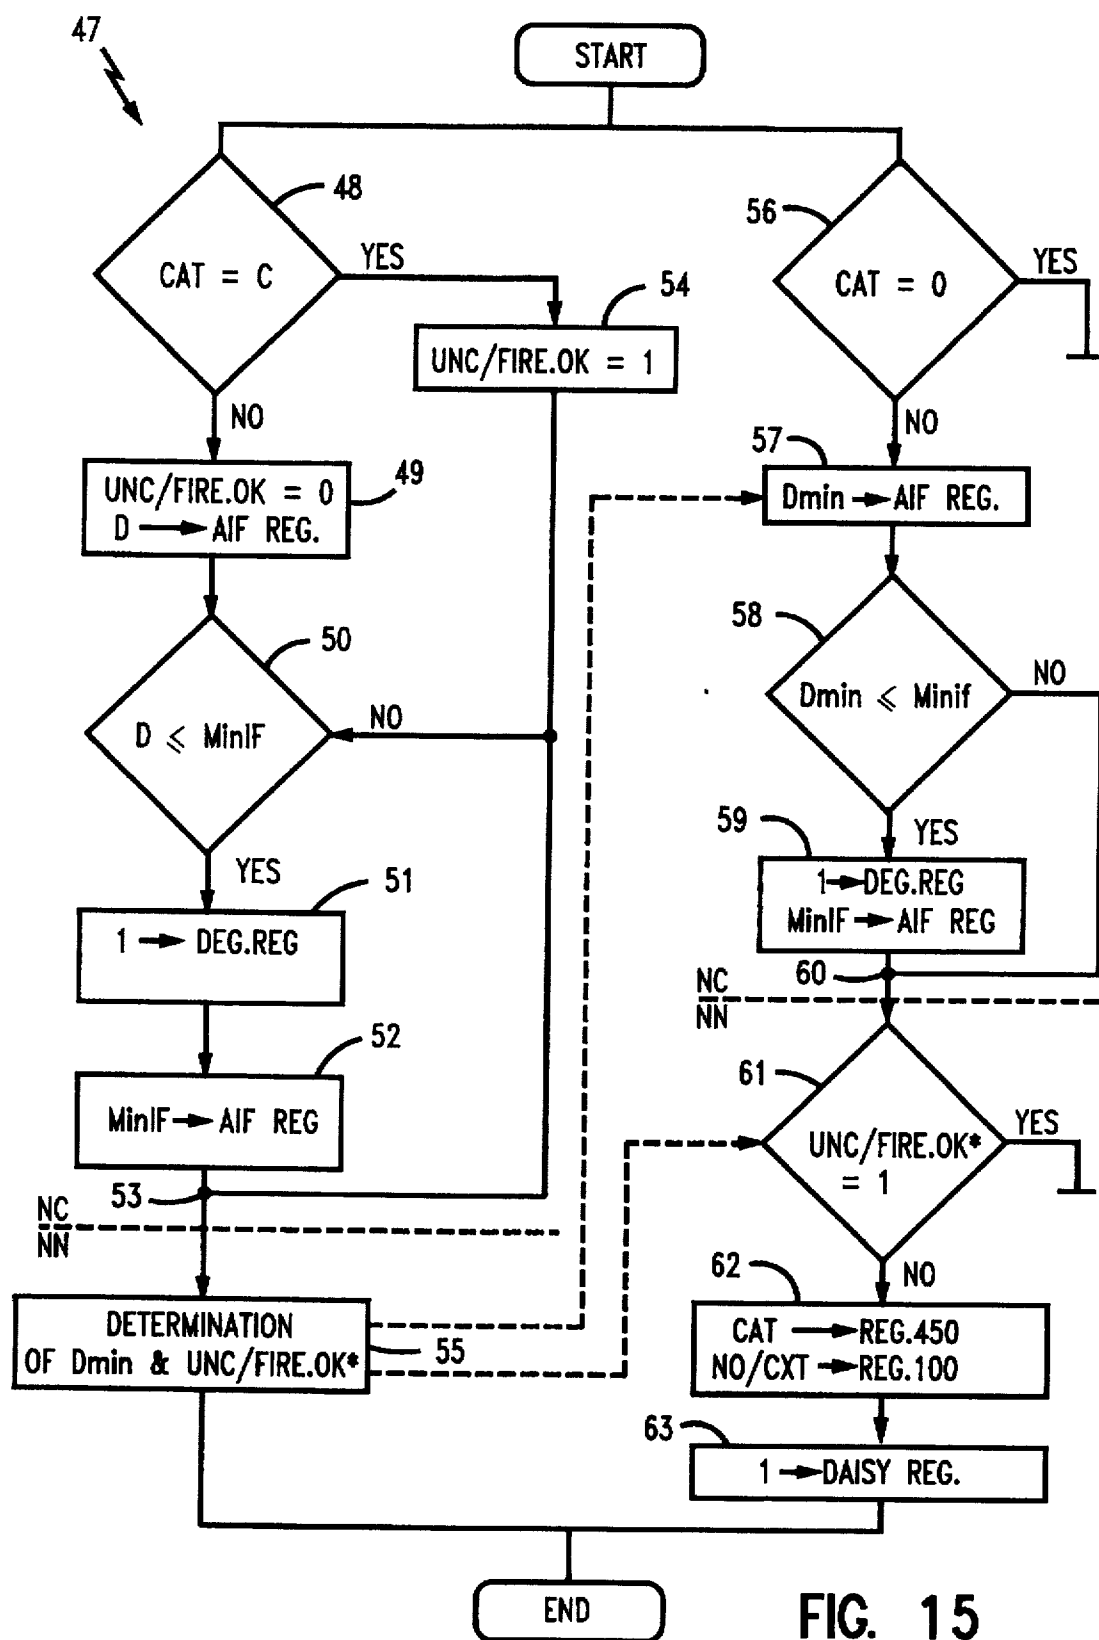 47
START
48
CAT = C
YES
54
UNC/FIRE.OK = 1
NO
UNC/FIRE.OK = 0
D → AIF REG.
49
50
D ⩽ MinIF
NO
YES
51
1 → DEG.REG
52
MinIF → AIF REG
53
NC
NN
DETERMINATION
OF Dmin & UNC/FIRE.OK*
55
56
CAT = 0
YES
NO
57
Dmin → AIF REG.
58
Dmin ⩽ Minif
NO
YES
59
1 → DEG.REG
MinIF → AIF REG
60
NC
NN
61
UNC/FIRE.OK*
= 1
YES
NO
62
CAT → REG.450
NO/CXT → REG.100
63
1 → DAISY REG.
END
FIG. 15